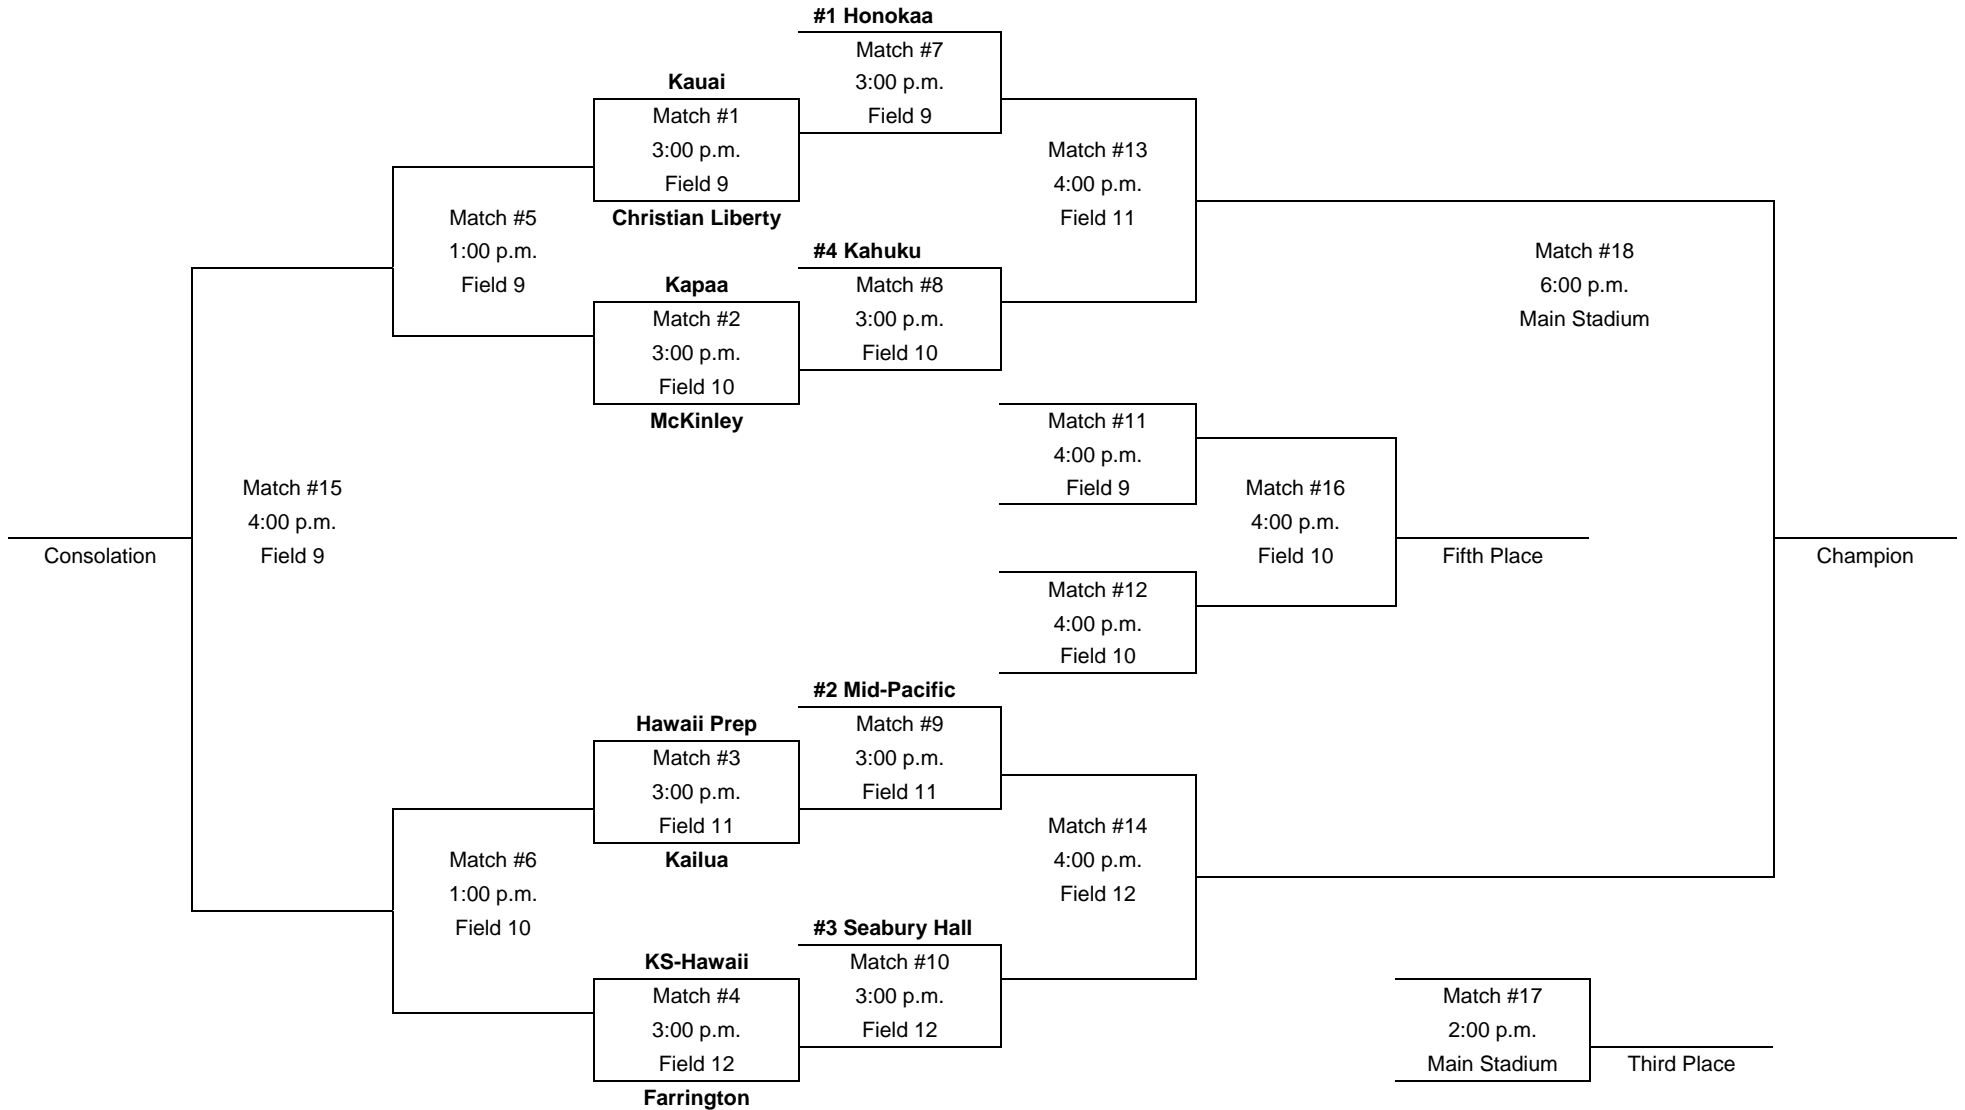 #1 Honokaa
Match #7
3:00 p.m.
Field 9
Kauai
Match #1
3:00 p.m.
Field 9
Christian Liberty
Match #13
4:00 p.m.
Field 11
Match #5
1:00 p.m.
Field 9
#4 Kahuku
Match #8
3:00 p.m.
Field 10
Kapaa
Match #2
3:00 p.m.
Field 10
McKinley
Match #18
6:00 p.m.
Main Stadium
Match #11
4:00 p.m.
Field 9
Match #15
4:00 p.m.
Field 9
Consolation
Match #16
4:00 p.m.
Field 10
Fifth Place
Champion
Match #12
4:00 p.m.
Field 10
#2 Mid-Pacific
Match #9
3:00 p.m.
Field 11
Hawaii Prep
Match #3
3:00 p.m.
Field 11
Kailua
Match #14
4:00 p.m.
Field 12
Match #6
1:00 p.m.
Field 10
#3 Seabury Hall
Match #10
3:00 p.m.
Field 12
KS-Hawaii
Match #4
3:00 p.m.
Field 12
Farrington
Match #17
2:00 p.m.
Main Stadium
Third Place